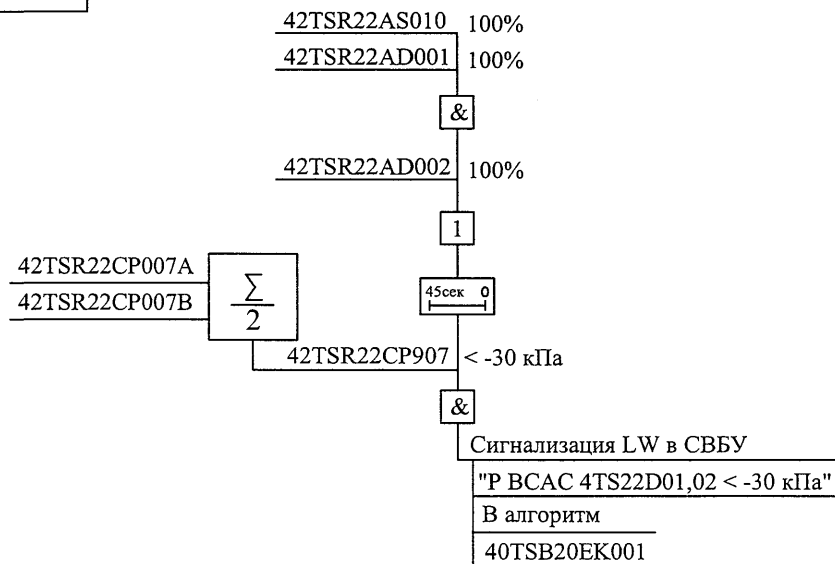 42TSR22AS010 100%
42TSR22AD001 100%
&
42TSR22AD002 100%
1
42TSR22CP007A
42TSR22CP007B
∑
2
45сек 0
42TSR22CP907 < -30 кПа
&
Сигнализация LW в СВБУ
"Р ВСАС 4TS22D01,02 < -30 кПа"
В алгоритм
40TSB20EK001